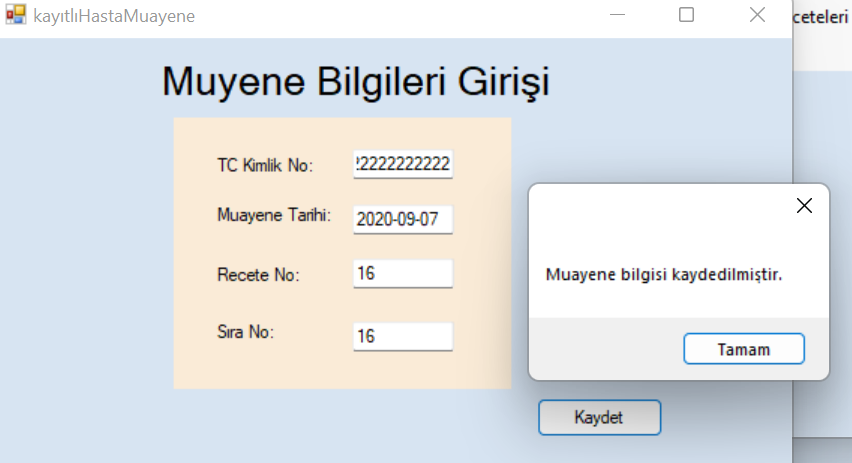 kayıtlıHastaMuayene
ceteleri
Muyene Bilgileri Girişi
TC Kimlik No:
22222222222
Muayene Tarihi:
2020-09-07
Recete No:
16
Sıra No:
16
Muayene bilgisi kaydedilmiştir.
Tamam
Kaydet